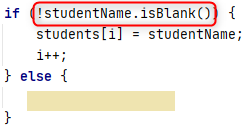 if (!studentName.isBlank()) {
students[i] = studentName;
i++;
} else {
}